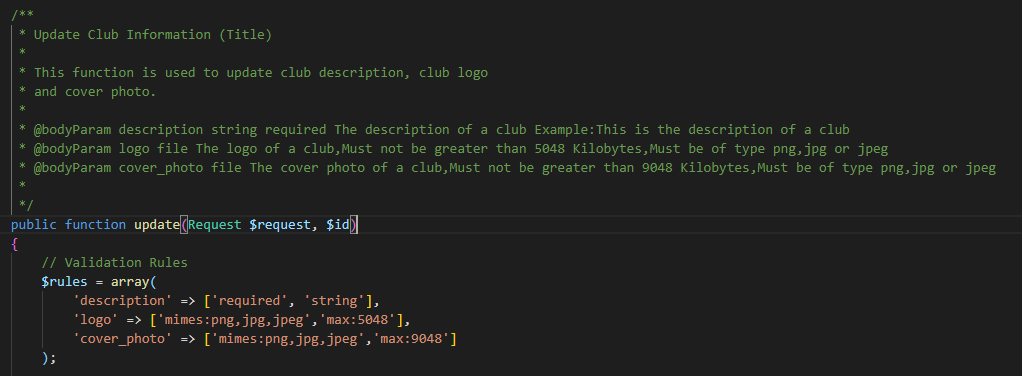 /**
 * Update Club Information (Title)
 *
 * This function is used to update club description, club logo
 * and cover photo.
 *
 * @bodyParam description string required The description of a club Example:This is the description of a club
 * @bodyParam logo file The logo of a club,Must not be greater than 5048 Kilobytes,Must be of type png,jpg or jpeg
 * @bodyParam cover_photo file The cover photo of a club,Must not be greater than 9048 Kilobytes,Must be of type png,jpg or jpeg
 *
 */
public function update(Request $request, $id)
{
    // Validation Rules
    $rules = array(
        'description' => ['required', 'string'],
        'logo' => ['mimes:png,jpg,jpeg','max:5048'],
        'cover_photo' => ['mimes:png,jpg,jpeg','max:9048']
    );